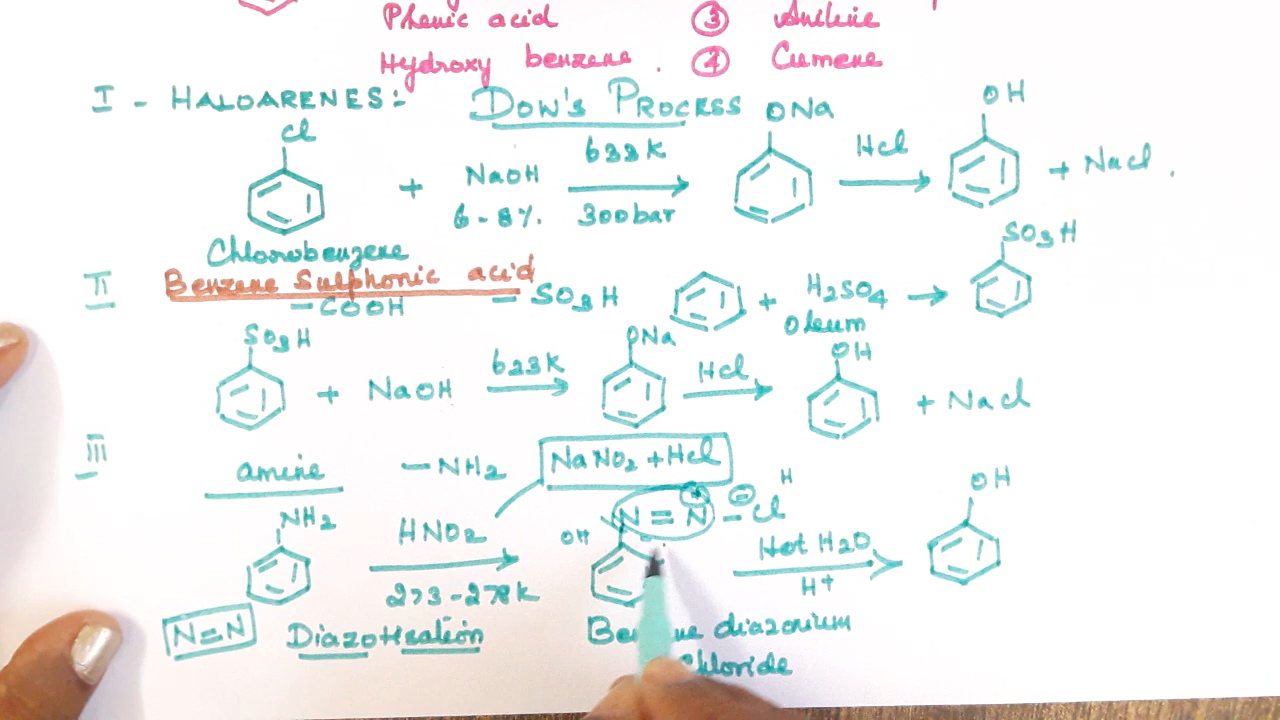 Phenic acid ③ Aniline
Hydroxy benzene. ④ Cumene
I - HALOARENES:- DOW'S PROCESS
Cl ONa OH
+ NaOH 633K HCl + NaCl.
6-8%. 300bar
Chlorobenzene
II Benzene Sulphonic acid
-COOH -SO3H + H2SO4 → SO3H
Oleum
SO3H ONa OH
+ NaOH 623K HCl + NaCl
III
amine -NH2 NaNO2 + HCl
NH2 HNO2 OH N=N + - Cl H Hot H2O OH
273-278K H+
N=N Diazotisation diazonium
chloride